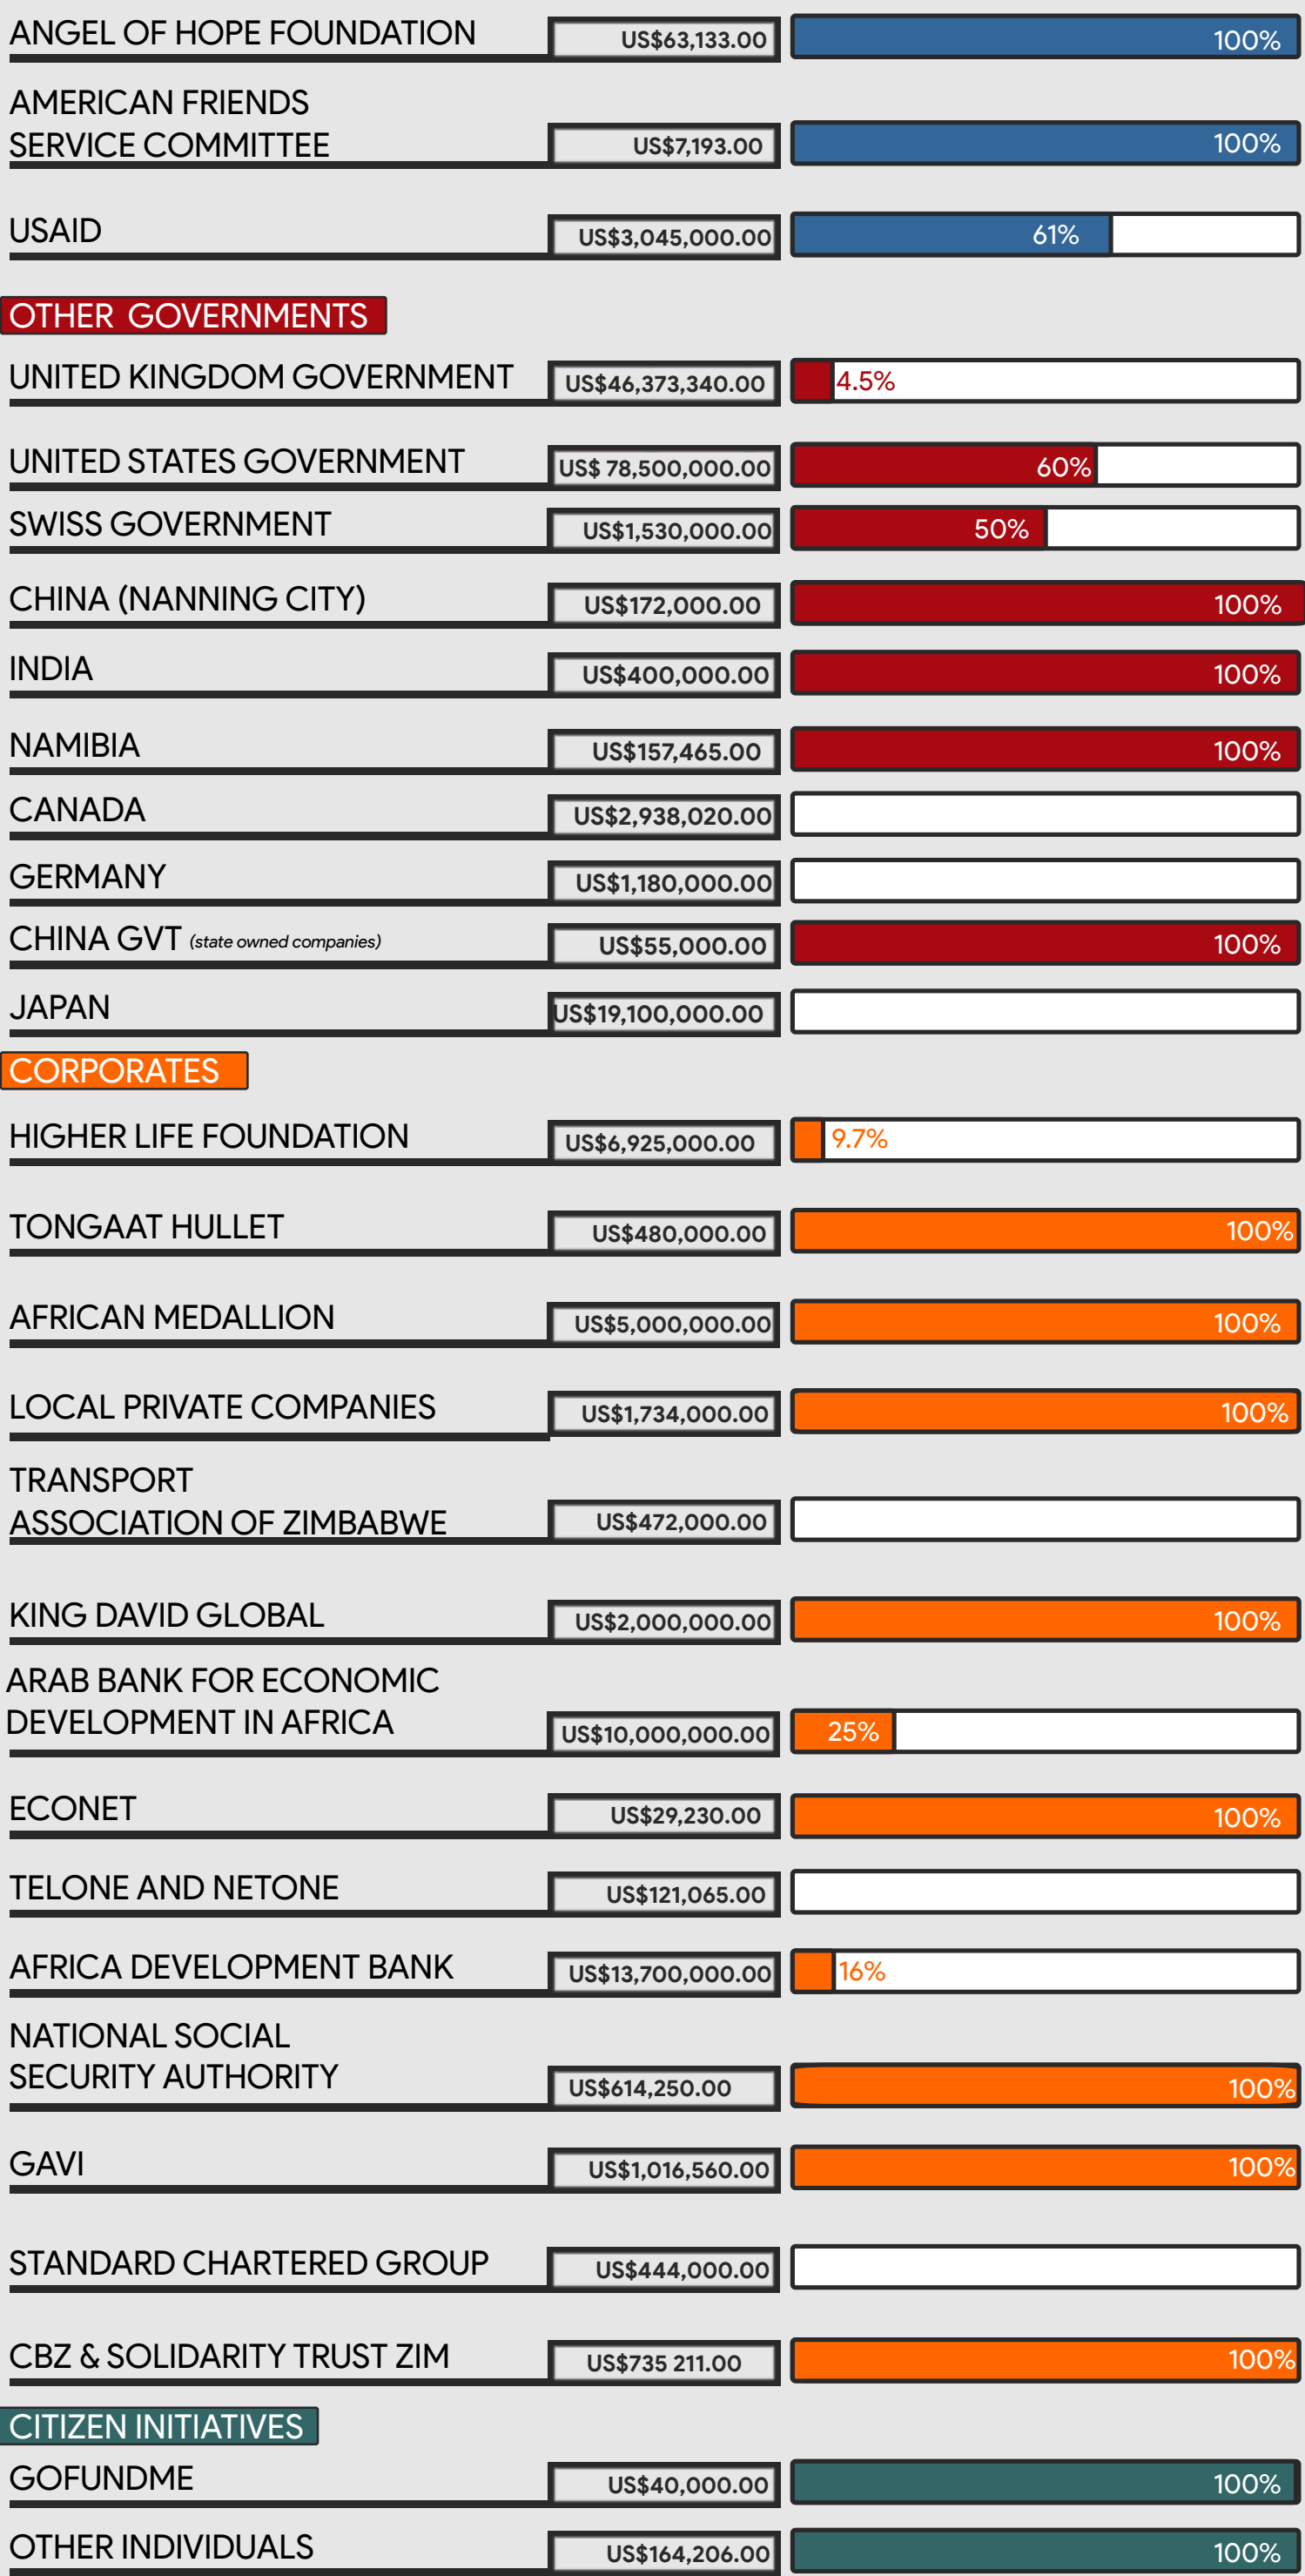 ANGEL OF HOPE FOUNDATION US$63,133.00 100%
AMERICAN FRIENDS
SERVICE COMMITTEE US$7,193.00 100%
USAID US$3,045,000.00 61%
OTHER GOVERNMENTS
UNITED KINGDOM GOVERNMENT US$46,373,340.00 4.5%
UNITED STATES GOVERNMENT US$ 78,500,000.00 60%
SWISS GOVERNMENT US$1,530,000.00 50%
CHINA (NANNING CITY) US$172,000.00 100%
INDIA US$400,000.00 100%
NAMIBIA US$157,465.00 100%
CANADA US$2,938,020.00
GERMANY US$1,180,000.00
CHINA GVT (state owned companies) US$55,000.00 100%
JAPAN US$19,100,000.00
CORPORATES
HIGHER LIFE FOUNDATION US$6,925,000.00 9.7%
TONGAAT HULLET US$480,000.00 100%
AFRICAN MEDALLION US$5,000,000.00 100%
LOCAL PRIVATE COMPANIES US$1,734,000.00 100%
TRANSPORT
ASSOCIATION OF ZIMBABWE US$472,000.00
KING DAVID GLOBAL US$2,000,000.00 100%
ARAB BANK FOR ECONOMIC
DEVELOPMENT IN AFRICA US$10,000,000.00 25%
ECONET US$29,230.00 100%
TELONE AND NETONE US$121,065.00
AFRICA DEVELOPMENT BANK US$13,700,000.00 16%
NATIONAL SOCIAL
SECURITY AUTHORITY US$614,250.00 100%
GAVI US$1,016,560.00 100%
STANDARD CHARTERED GROUP US$444,000.00
CBZ & SOLIDARITY TRUST ZIM US$735 211.00 100%
CITIZEN INITIATIVES
GOFUNDME US$40,000.00 100%
OTHER INDIVIDUALS US$164,206.00 100%